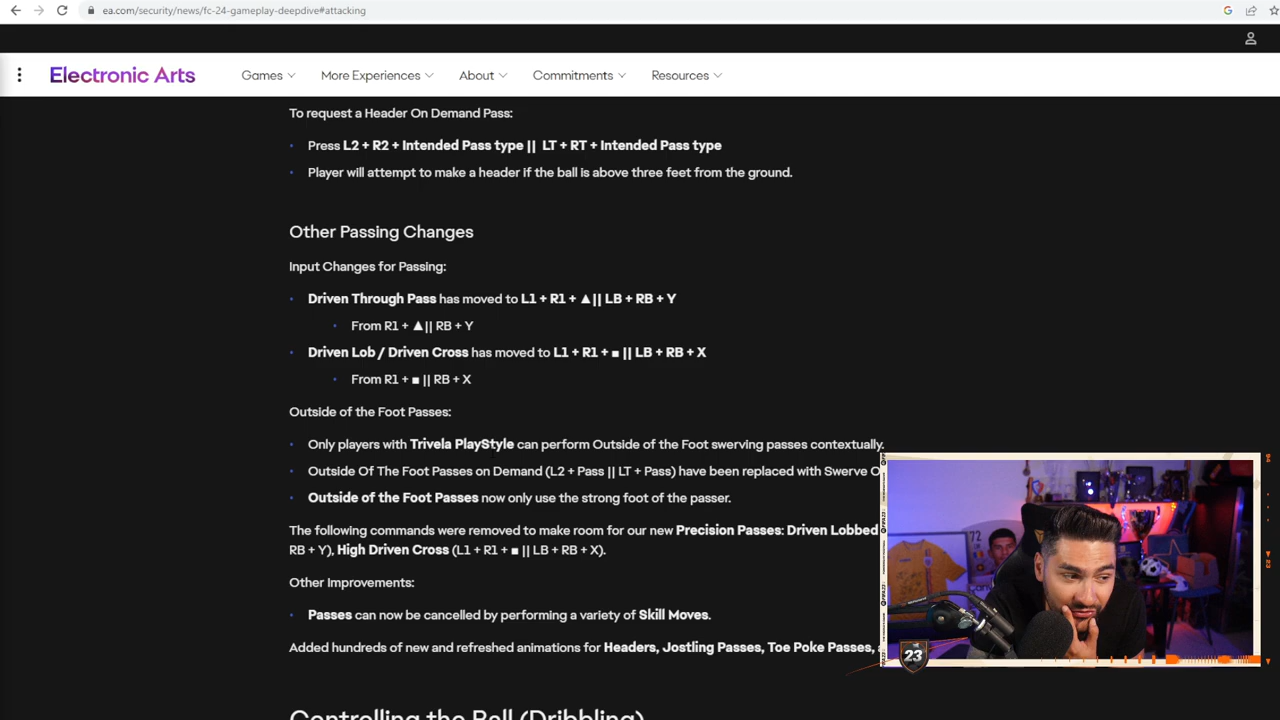 ea.com/security/news/fc-24-gameplay-deepdive#attacking
Electronic Arts Games More Experiences About Commitments Resources
To request a Header On Demand Pass:
• Press L2 + R2 + Intended Pass type || LT + RT + Intended Pass type
• Player will attempt to make a header if the ball is above three feet from the ground.
Other Passing Changes
Input Changes for Passing:
• Driven Through Pass has moved to L1 + R1 + ▲ || LB + RB + Y
• From R1 + ▲ || RB + Y
• Driven Lob / Driven Cross has moved to L1 + R1 + ■ || LB + RB + X
• From R1 + ■ || RB + X
Outside of the Foot Passes:
• Only players with Trivela PlayStyle can perform Outside of the Foot swerving passes contextually.
• Outside Of The Foot Passes on Demand (L2 + Pass || LT + Pass) have been replaced with Swerve O
• Outside of the Foot Passes now only use the strong foot of the passer.
The following commands were removed to make room for our new Precision Passes: Driven Lobbed
RB + Y), High Driven Cross (L1 + R1 + ■ || LB + RB + X).
Other Improvements:
• Passes can now be cancelled by performing a variety of Skill Moves.
Added hundreds of new and refreshed animations for Headers, Jostling Passes, Toe Poke Passes,
Controlling the Ball (Dribbling)
72
23